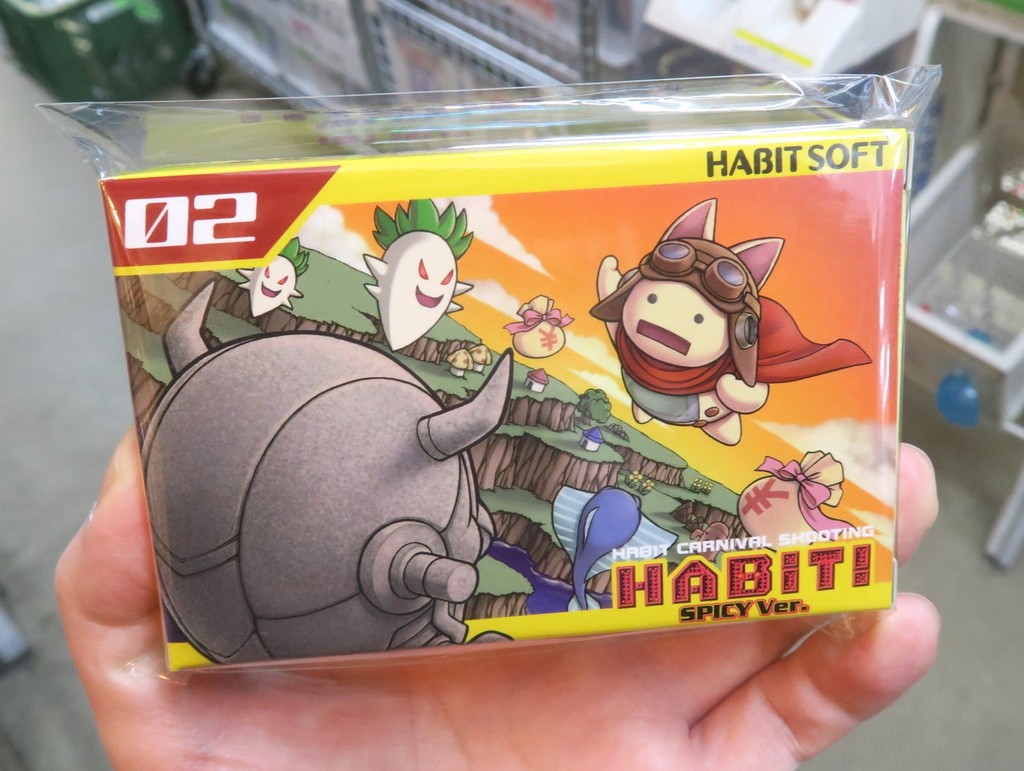 HABIT SOFT
02
¥
¥
HABIT CARNIVAL SHOOTING
HABIT!
SPICY Ver.